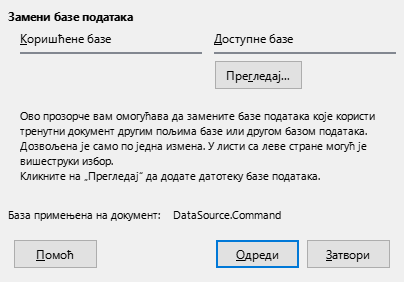 Замени базе података
Коришћене базе
Доступне базе
Прегледај...
Ово прозорче вам омогућава да замените базе података које користи
тренутни документ другим пољима базе или другом базом података.
Дозвољена је само по једна измена. У листи са леве стране могућ је
вишеструки избор.
Кликните на „Прегледај” да додате датотеку базе података.
База примењена на документ: DataSource.Command
Помоћ
Одреди
Затвори